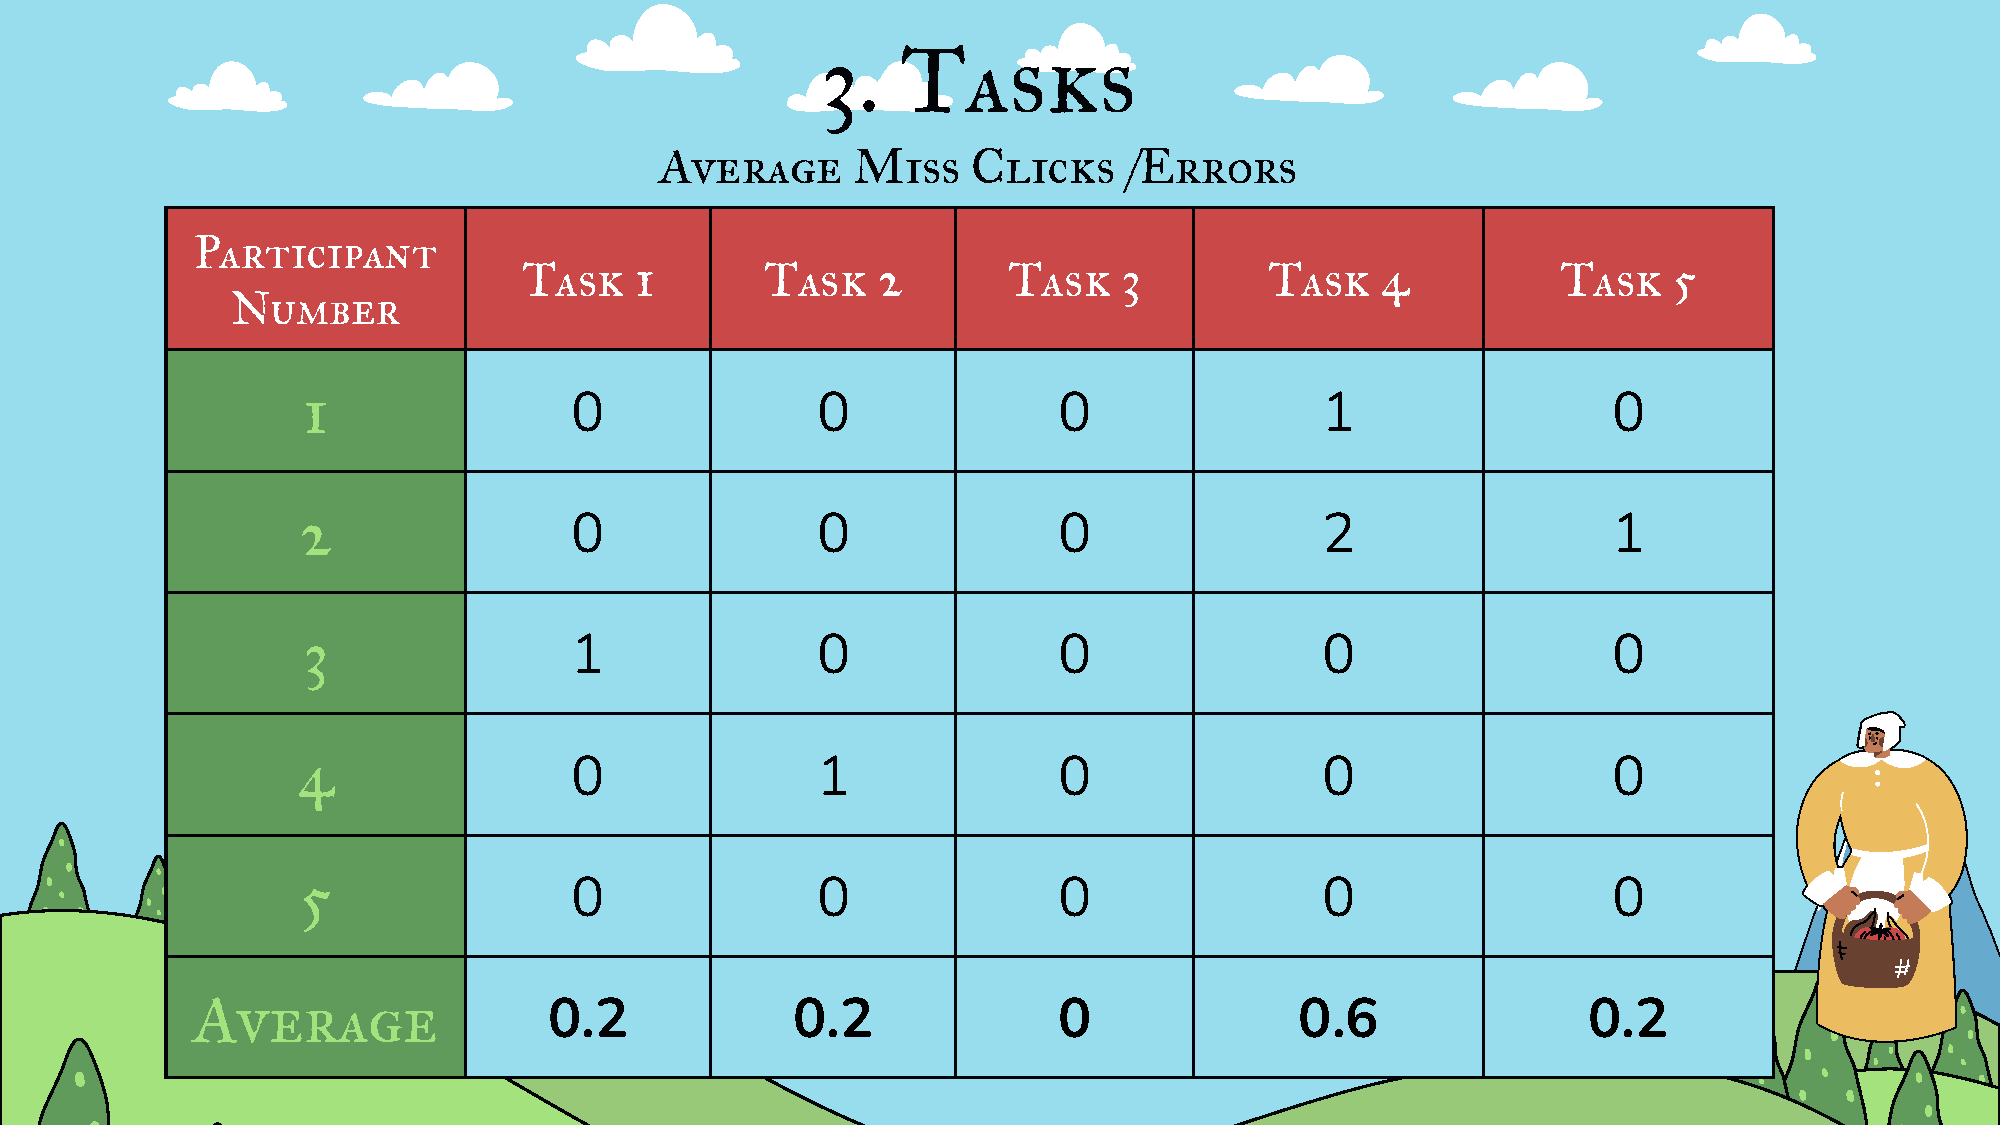 3. Tasks
Average Miss Clicks /Errors
Participant Number Task 1 Task 2 Task 3 Task 4 Task 5
1 0 0 0 1 0
2 0 0 0 2 1
3 1 0 0 0 0
4 0 1 0 0 0
5 0 0 0 0 0
Average 0.2 0.2 0 0.6 0.2